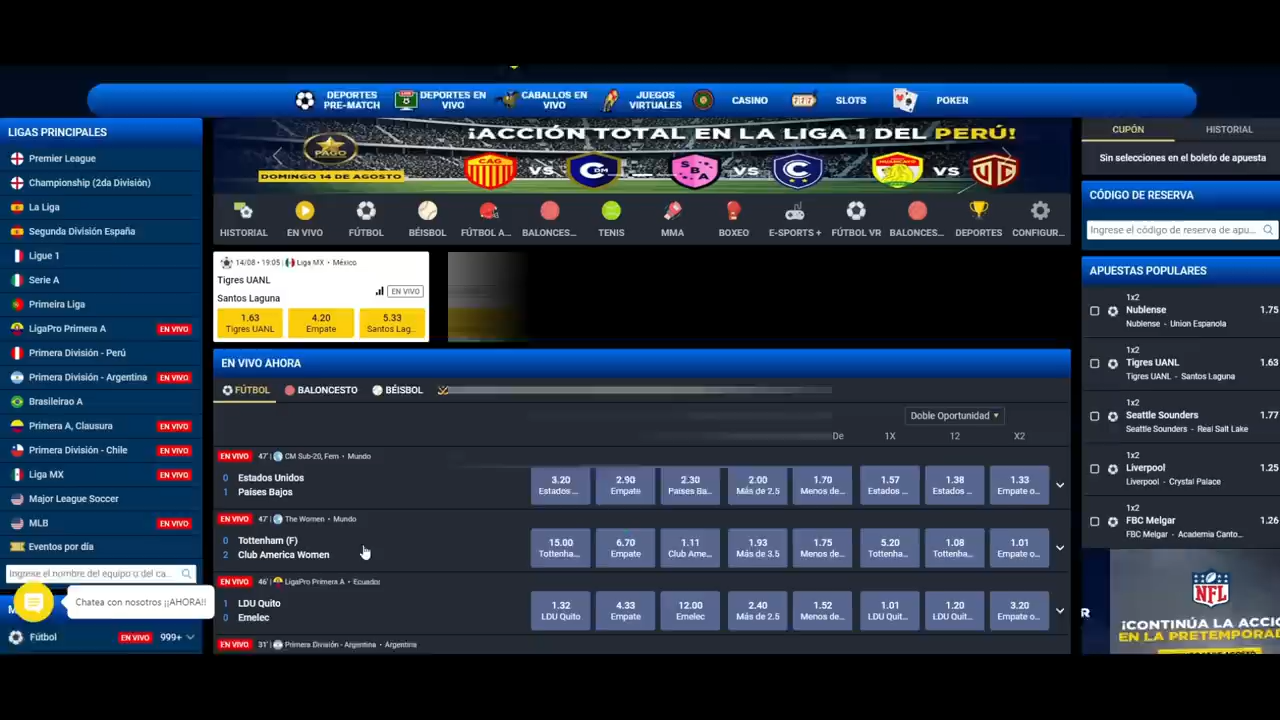 DEPORTES PRE-MATCH
DEPORTES EN VIVO
CABALLOS EN VIVO
JUEGOS VIRTUALES
CASINO
SLOTS
POKER
LIGAS PRINCIPALES
Premier League
Championship (2da División)
La Liga
Segunda División España
Ligue 1
Serie A
Primeira Liga
LigaPro Primera A EN VIVO
Primera División - Perú
Primera División - Argentina EN VIVO
Brasileirao A
Primera A, Clausura EN VIVO
Primera División - Chile EN VIVO
Liga MX EN VIVO
Major League Soccer
MLB EN VIVO
Eventos por día
Ingrese el nombre del equipo o del ca...
Chatea con nosotros ¡¡AHORA!!
Fútbol EN VIVO 999+
¡ACCIÓN TOTAL EN LA LIGA 1 DEL PERÚ!
PAGO
DOMINGO 14 DE AGOSTO
CAG VS CDM SBA VS C VS UTC
HISTORIAL EN VIVO FÚTBOL BÉISBOL FÚTBOL A... BALONCES... TENIS MMA BOXEO E-SPORTS + FÚTBOL VR BALONCES... DEPORTES CONFIGUR...
14/08 • 19:05 | Liga MX • México
Tigres UANL
EN VIVO
Santos Laguna
1.63 4.20 5.33
Tigres UANL Empate Santos Lag...
EN VIVO AHORA
FÚTBOL BALONCESTO BÉISBOL
Doble Oportunidad
De 1X 12 X2
EN VIVO 47' | CM Sub-20, Fem • Mundo
0 Estados Unidos
1 Países Bajos
3.20 2.90 2.30 2.00 1.70 1.57 1.38 1.33
Estados ... Empate Países Ba... Más de 2.5 Menos de... Estados ... Estados ... Empate o...
EN VIVO 47' | The Women • Mundo
0 Tottenham (F)
2 Club America Women
15.00 6.70 1.11 1.93 1.75 5.20 1.08 1.01
Tottenha... Empate Club Ame... Más de 3.5 Menos de... Tottenha... Tottenha... Empate o...
EN VIVO 46' | LigaPro Primera A • Ecuador
1 LDU Quito
0 Emelec
1.32 4.33 12.00 2.40 1.52 1.01 1.20 3.20
LDU Quito Empate Emelec Más de 2.5 Menos de... LDU Quit... LDU Quit... Empate o...
EN VIVO 31' | Primera División - Argentina • Argentina
CUPÓN HISTORIAL
Sin selecciones en el boleto de apuesta
CÓDIGO DE RESERVA
Ingrese el código de reserva de apu...
APUESTAS POPULARES
1x2
Nublense 1.75
Nublense - Union Espanola
1x2
Tigres UANL 1.63
Tigres UANL - Santos Laguna
1x2
Seattle Sounders 1.77
Seattle Sounders - Real Salt Lake
1x2
Liverpool 1.25
Liverpool - Crystal Palace
1x2
FBC Melgar 1.26
FBC Melgar - Academia Canto...
NFL
¡CONTINÚA LA ACCIÓN
EN LA PRETEMPORAD